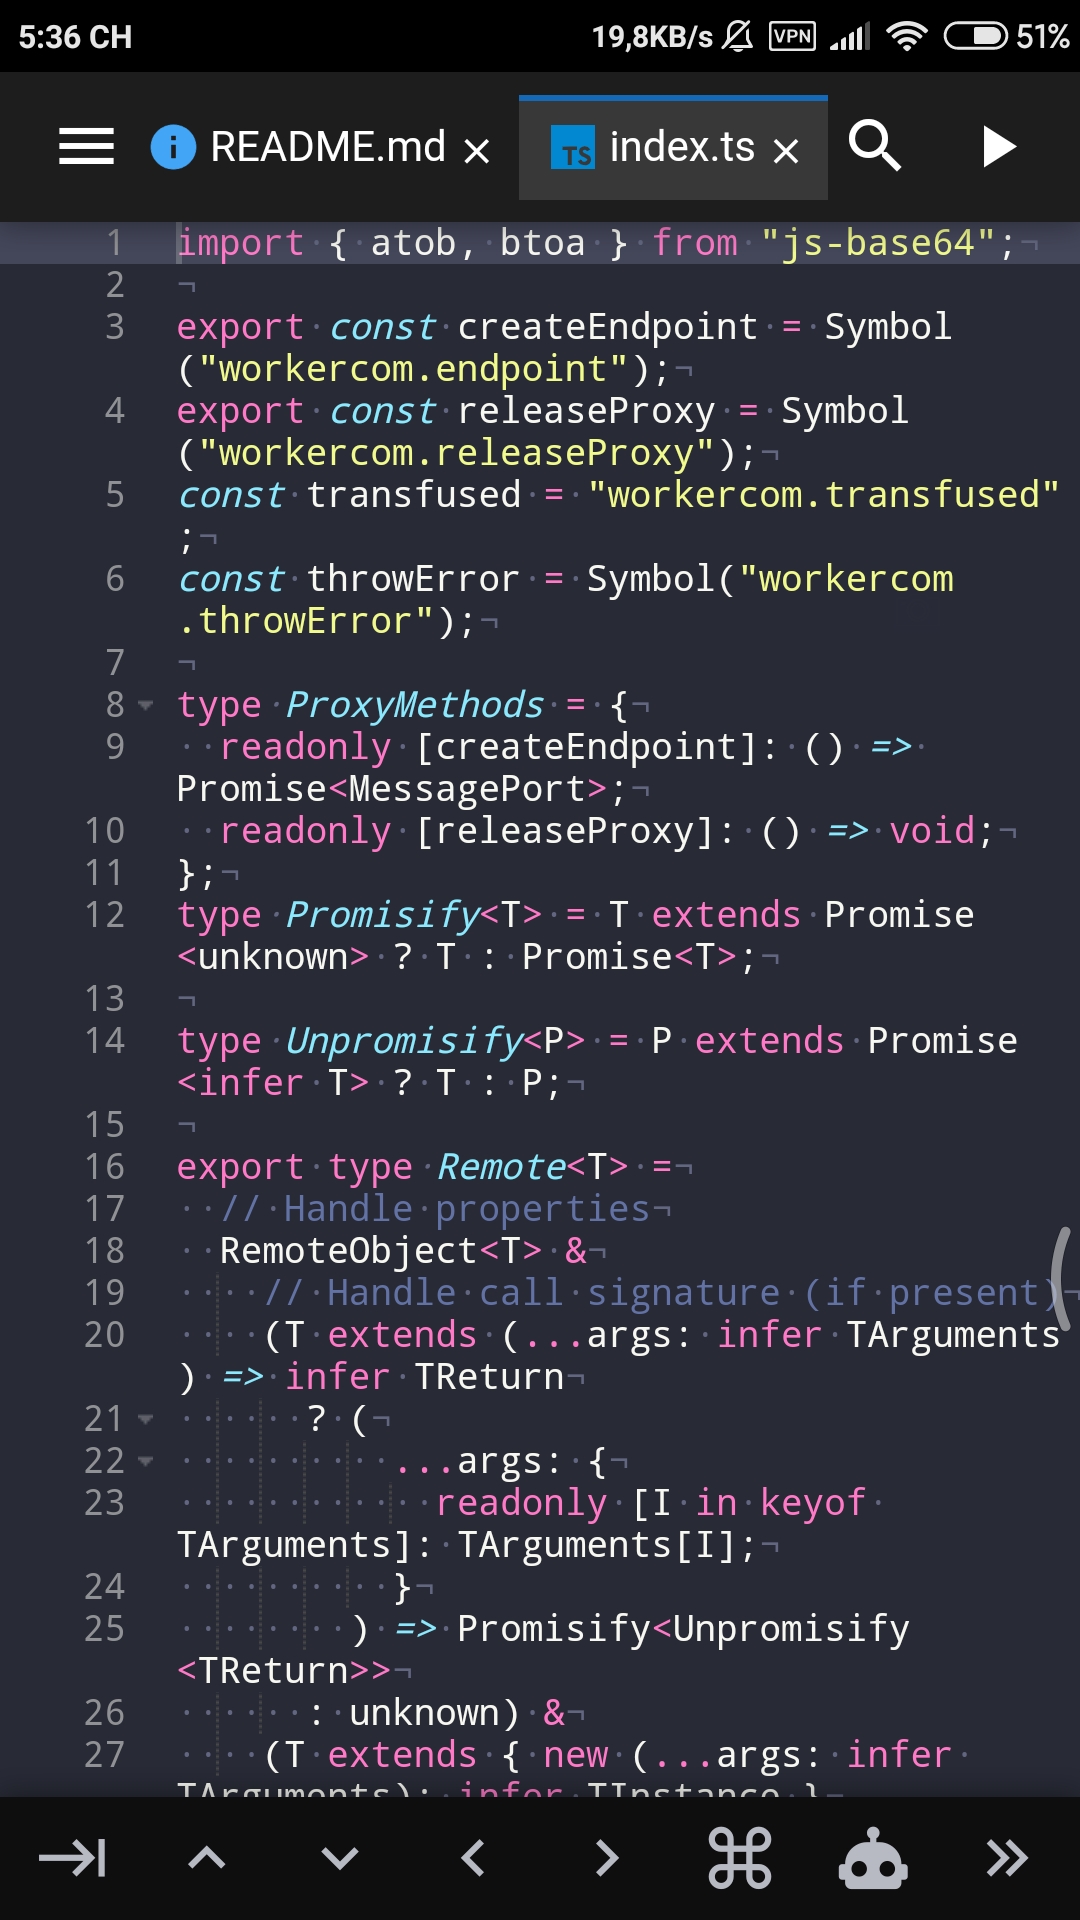 5:36 CH 19,8KB/s VPN 51%
README.md × TS index.ts ×
1 import { atob, btoa } from "js-base64";¬
2 ¬
3 export const createEndpoint = Symbol
("workercom.endpoint");¬
4 export const releaseProxy = Symbol
("workercom.releaseProxy");¬
5 const transfused = "workercom.transfused"
;¬
6 const throwError = Symbol("workercom
.throwError");¬
7 ¬
8 type ProxyMethods = {¬
9 readonly [createEndpoint]: () =>
Promise<MessagePort>;¬
10 readonly [releaseProxy]: () => void;¬
11 };¬
12 type Promisify<T> = T extends Promise
<unknown> ? T : Promise<T>;¬
13 ¬
14 type Unpromisify<P> = P extends Promise
<infer T> ? T : P;¬
15 ¬
16 export type Remote<T> =¬
17 // Handle properties¬
18 RemoteObject<T> &¬
19 // Handle call signature (if present)¬
20 (T extends (...args: infer TArguments
) => infer TReturn¬
21 ? (¬
22 ...args: {¬
23 readonly [I in keyof
TArguments]: TArguments[I];¬
24 }¬
25 ) => Promisify<Unpromisify
<TReturn>>¬
26 : unknown) &¬
27 (T extends { new (...args: infer
TArguments): infer TInstance }¬